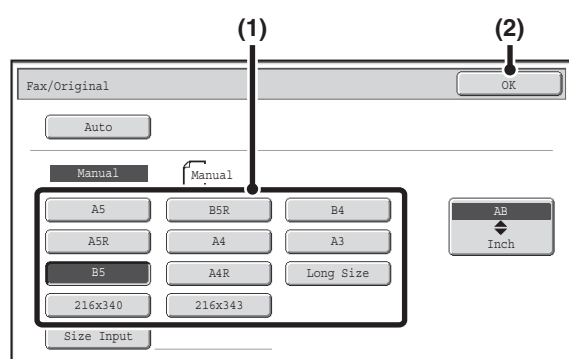 (1) (2)
Fax/Original OK
Auto
Manual Manual
A5 B5R B4 AB
A5R A4 A3 Inch
B5 A4R Long Size
216x340 216x343
Size Input